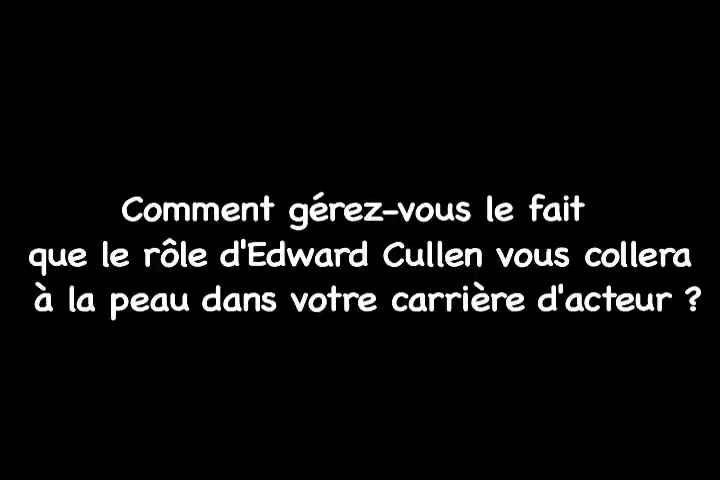 Comment gérez-vous le fait
que le rôle d'Edward Cullen vous collera
à la peau dans votre carrière d'acteur ?